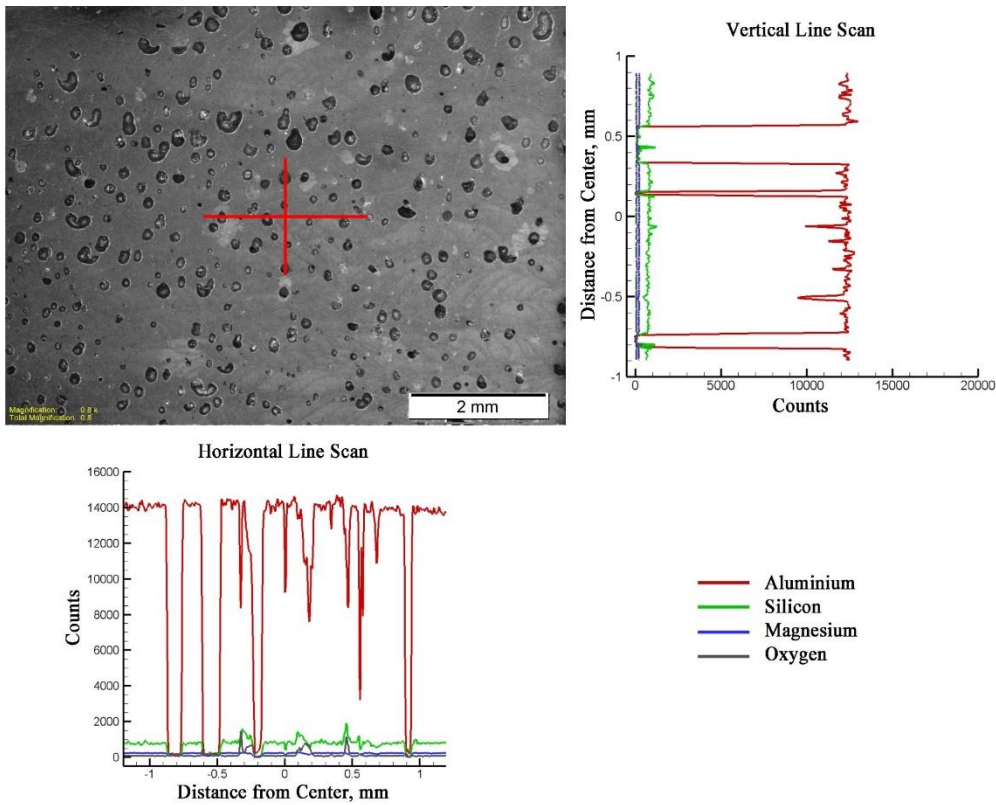 Magnification: 0.8 x
Total Magnification: 0.8
2 mm
Vertical Line Scan
1
0.5
0
-0.5
-1
0 5000 10000 15000 20000
Distance from Center, mm
Counts
Horizontal Line Scan
16000
14000
12000
10000
8000
6000
4000
2000
0
-1 -0.5 0 0.5 1
Counts
Distance from Center, mm
Aluminium
Silicon
Magnesium
Oxygen